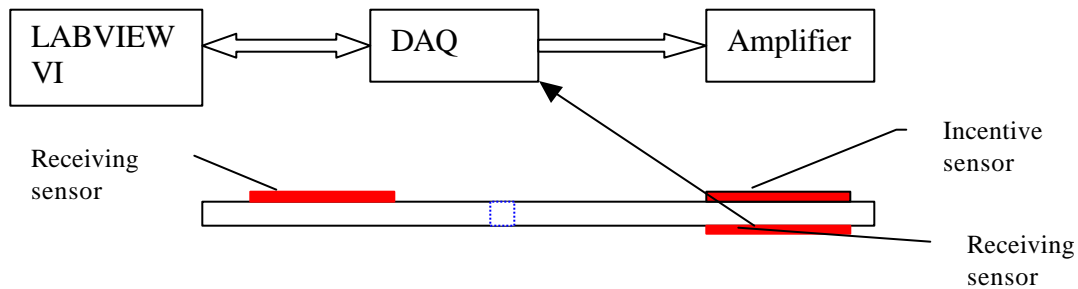 LABVIEW
VI
DAQ
Amplifier
Receiving
sensor
Incentive
sensor
Receiving
sensor